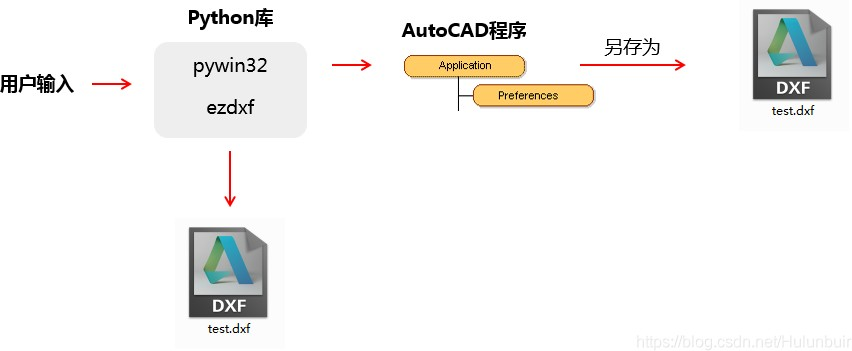 Python库
AutoCAD程序
用户输入
pywin32
ezdxf
Application
Preferences
另存为
DXF
test.dxf
DXF
test.dxf
https://blog.csdn.net/Hulunbuir